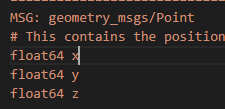 MSG: geometry_msgs/Point
# This contains the position
float64 x
float64 y
float64 z